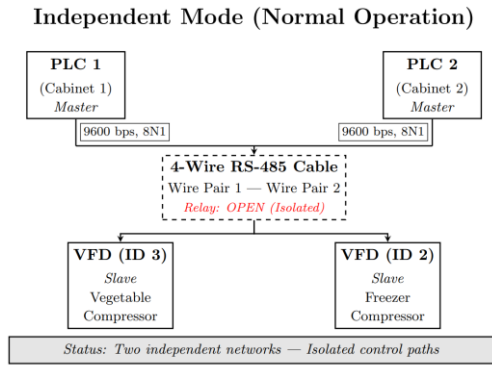 Independent Mode (Normal Operation)
PLC 1
(Cabinet 1)
Master
PLC 2
(Cabinet 2)
Master
9600 bps, 8N1
9600 bps, 8N1
4-Wire RS-485 Cable
Wire Pair 1 — Wire Pair 2
Relay: OPEN (Isolated)
VFD (ID 3)
Slave
Vegetable
Compressor
VFD (ID 2)
Slave
Freezer
Compressor
Status: Two independent networks — Isolated control paths